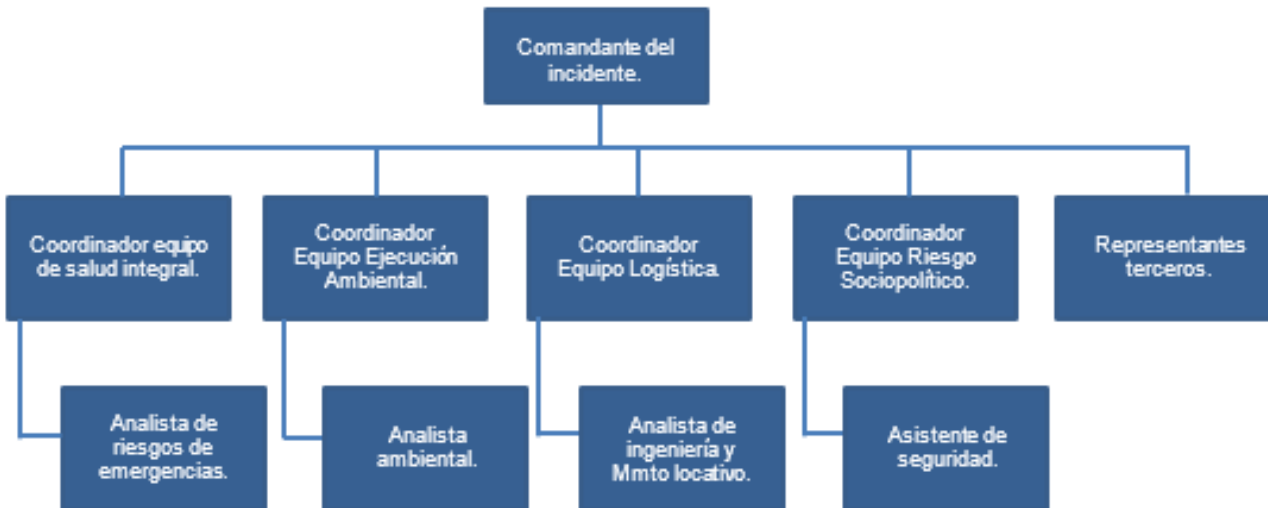 Comandante del
incidente.
Coordinador equipo
de salud integral.
Coordinador
Equipo Ejecución
Ambiental.
Coordinador
Equipo Logística.
Coordinador
Equipo Riesgo
Sociopolítico.
Representantes
terceros.
Analista de
riesgos de
emergencias.
Analista
ambiental.
Analista de
ingeniería y
Mmto locativo.
Asistente de
seguridad.